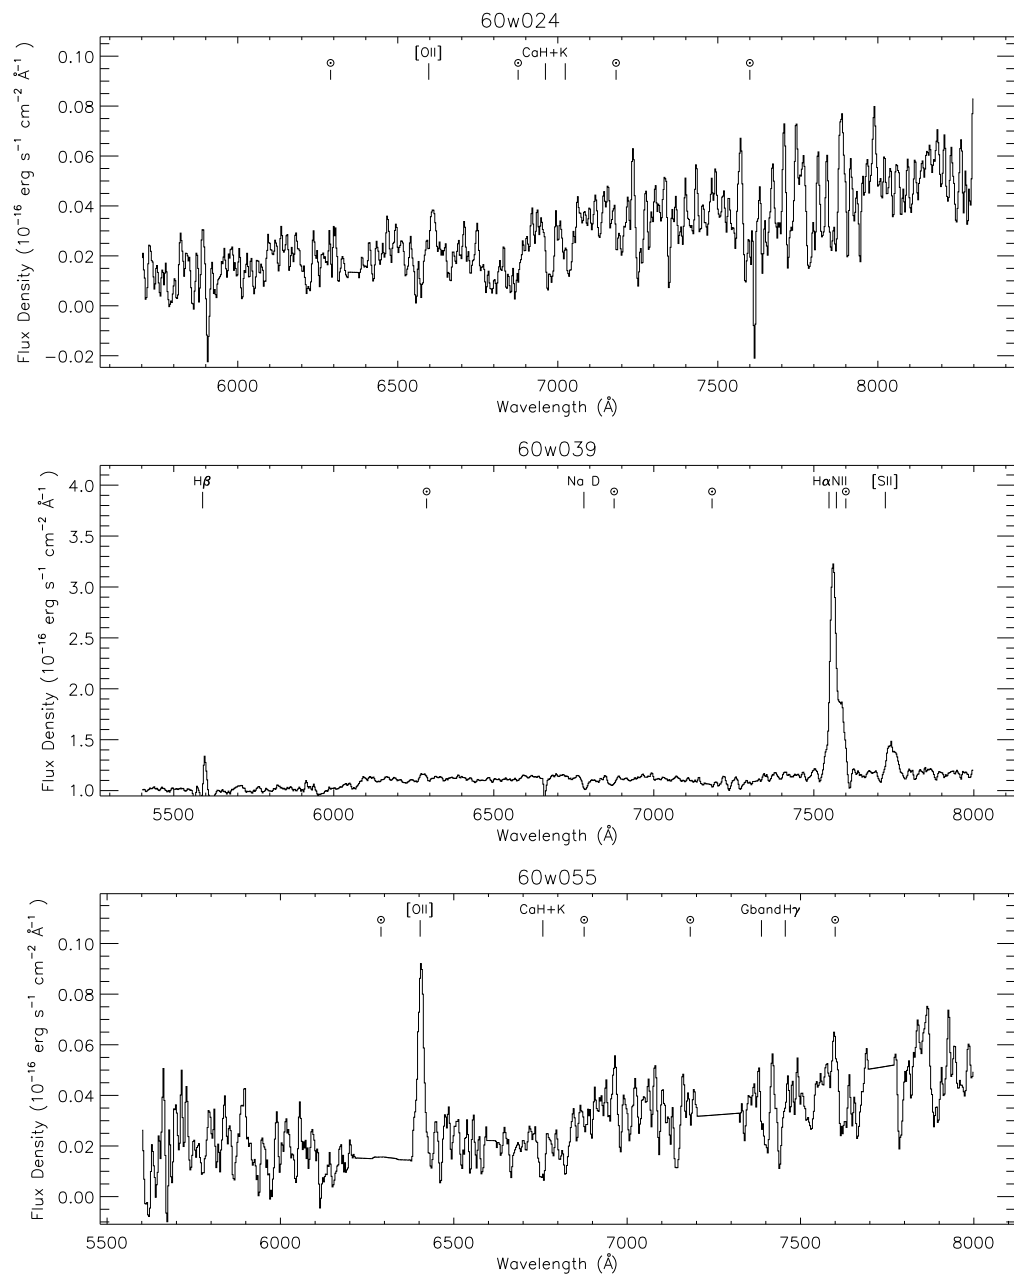 60w024
[OII] CaH+K
⊙ ⊙ ⊙ ⊙
Flux Density (10⁻¹⁶ erg s⁻¹ cm⁻² Å⁻¹ )
0.10
0.08
0.06
0.04
0.02
0.00
−0.02
6000 6500 7000 7500 8000
Wavelength (Å)
60w039
Hβ Na D HαNII [SII]
⊙ ⊙ ⊙ ⊙
Flux Density (10⁻¹⁶ erg s⁻¹ cm⁻² Å⁻¹ )
4.0
3.5
3.0
2.5
2.0
1.5
1.0
5500 6000 6500 7000 7500 8000
Wavelength (Å)
60w055
[OII] CaH+K GbandHγ
⊙ ⊙ ⊙ ⊙
Flux Density (10⁻¹⁶ erg s⁻¹ cm⁻² Å⁻¹ )
0.10
0.08
0.06
0.04
0.02
0.00
5500 6000 6500 7000 7500 8000
Wavelength (Å)